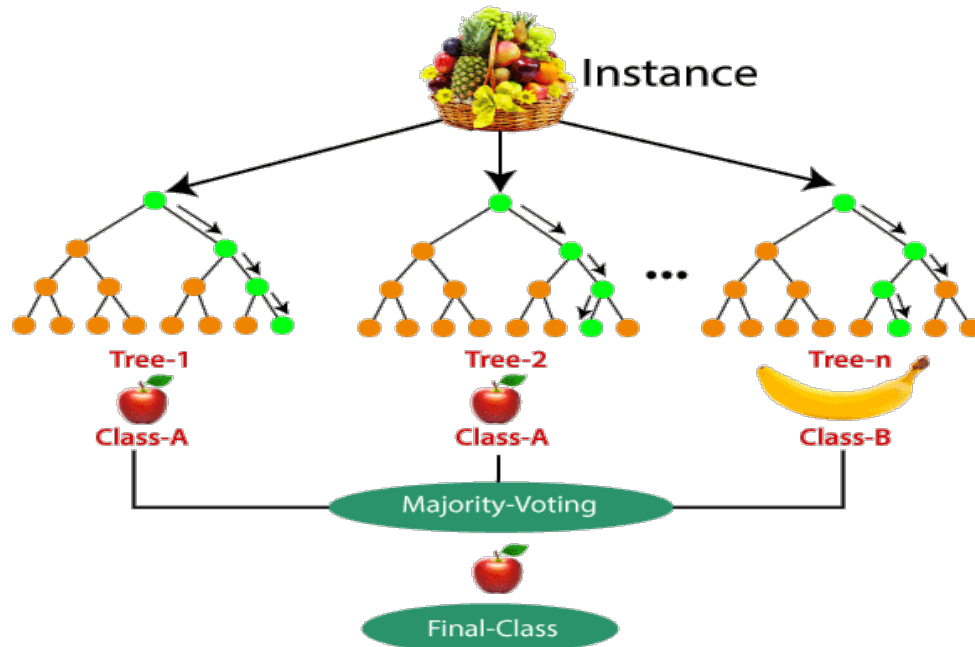 Instance
Tree-1
Tree-2
Tree-n
Class-A
Class-A
Class-B
Majority-Voting
Final-Class